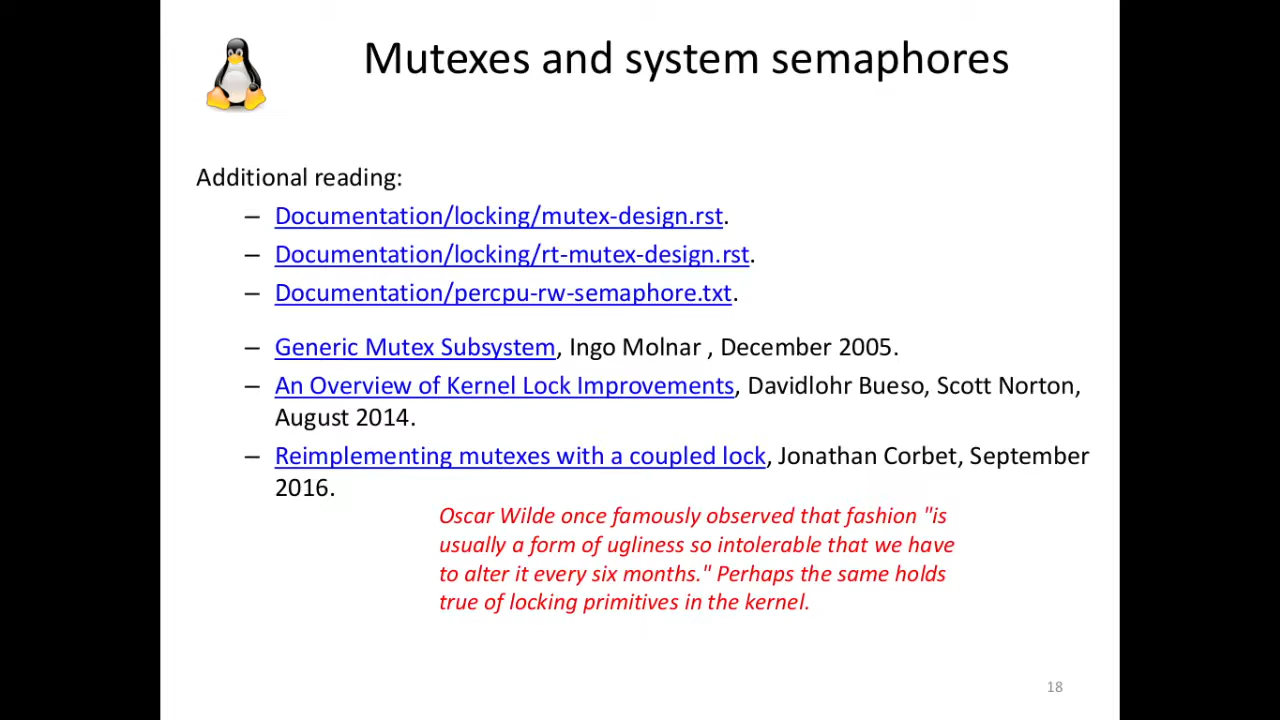 Mutexes and system semaphores
Additional reading:
– Documentation/locking/mutex-design.rst.
– Documentation/locking/rt-mutex-design.rst.
– Documentation/percpu-rw-semaphore.txt.
– Generic Mutex Subsystem, Ingo Molnar , December 2005.
– An Overview of Kernel Lock Improvements, Davidlohr Bueso, Scott Norton,
August 2014.
– Reimplementing mutexes with a coupled lock, Jonathan Corbet, September
2016.
Oscar Wilde once famously observed that fashion "is
usually a form of ugliness so intolerable that we have
to alter it every six months." Perhaps the same holds
true of locking primitives in the kernel.
18